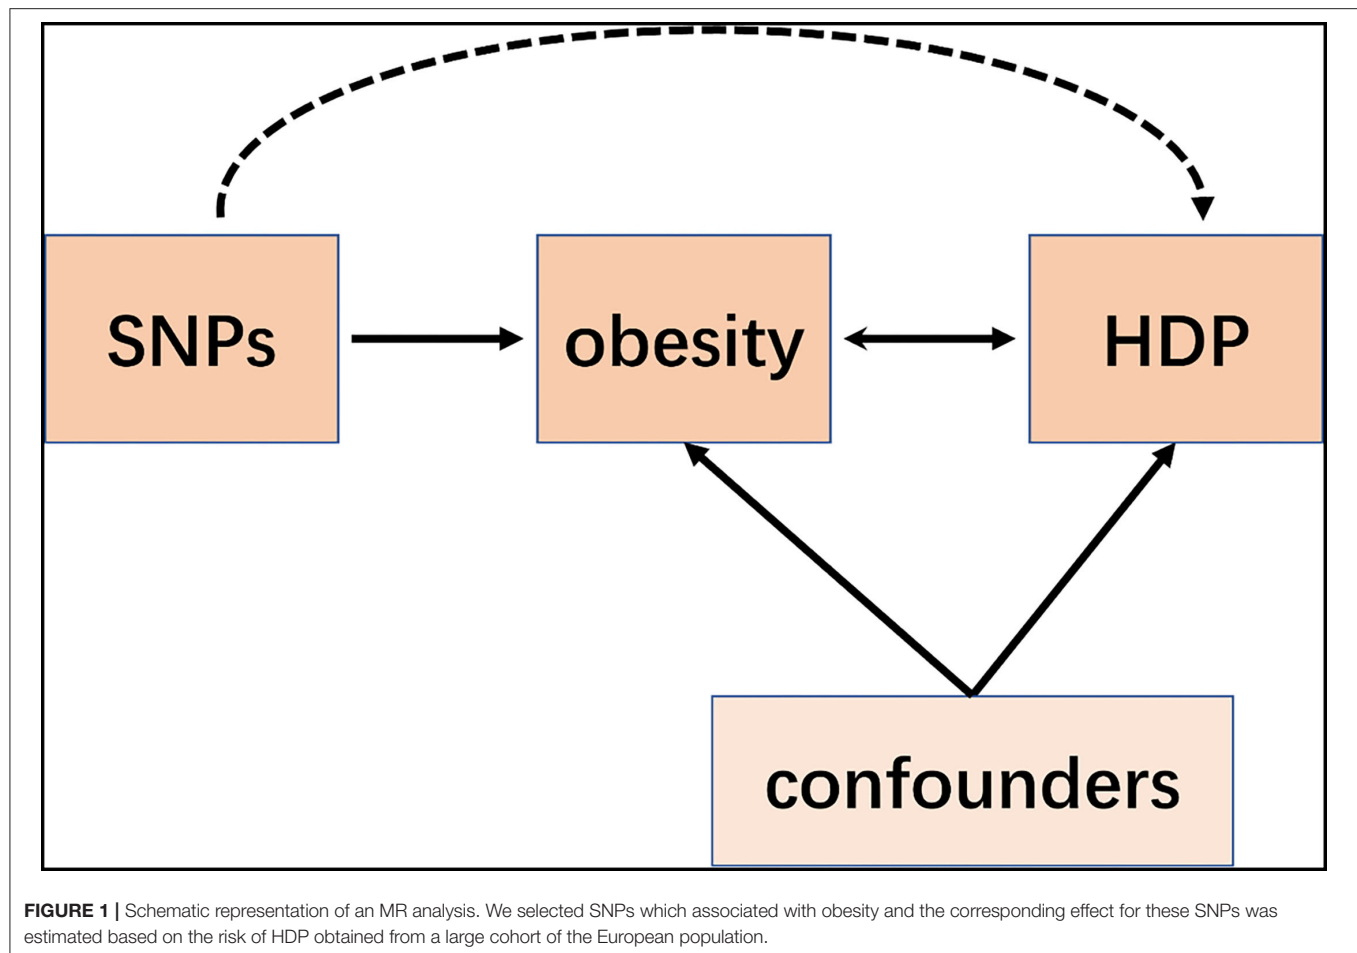 SNPs
obesity
HDP
confounders
FIGURE 1 | Schematic representation of an MR analysis. We selected SNPs which associated with obesity and the corresponding effect for these SNPs was
estimated based on the risk of HDP obtained from a large cohort of the European population.